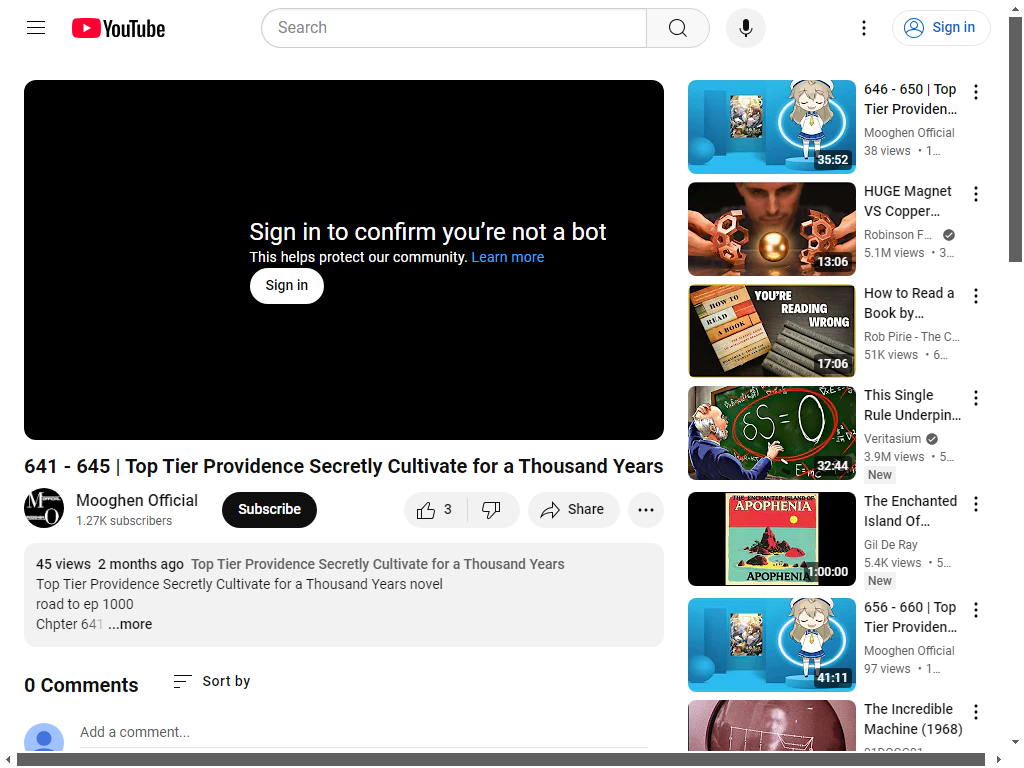 YouTube
Search
Sign in
Sign in to confirm you’re not a bot
This helps protect our community. Learn more
Sign in
641 - 645 | Top Tier Providence Secretly Cultivate for a Thousand Years
Mooghen Official
1.27K subscribers
Subscribe
3
Share
45 views 2 months ago Top Tier Providence Secretly Cultivate for a Thousand Years
Top Tier Providence Secretly Cultivate for a Thousand Years novel
road to ep 1000
Chpter 641 ...more
0 Comments
Sort by
Add a comment...
646 - 650 | Top
Tier Providen…
Mooghen Official
38 views • 1…
35:52
HUGE Magnet
VS Copper…
Robinson F…
5.1M views • 3…
13:06
HOW TO
READ
A BOOK
YOU'RE
READING
WRONG
17:06
How to Read a
Book by…
Rob Pirie - The C…
51K views • 6…
δS = 0
E=mc
32:44
This Single
Rule Underpin…
Veritasium
3.9M views • 5…
New
THE ENCHANTED ISLAND OF
APOPHENIA
APOPHENIA
1:00:00
The Enchanted
Island Of…
Gil De Ray
5.4K views • 5…
New
656 - 660 | Top
Tier Providen…
Mooghen Official
97 views • 1…
41:11
The Incredible
Machine (1968)